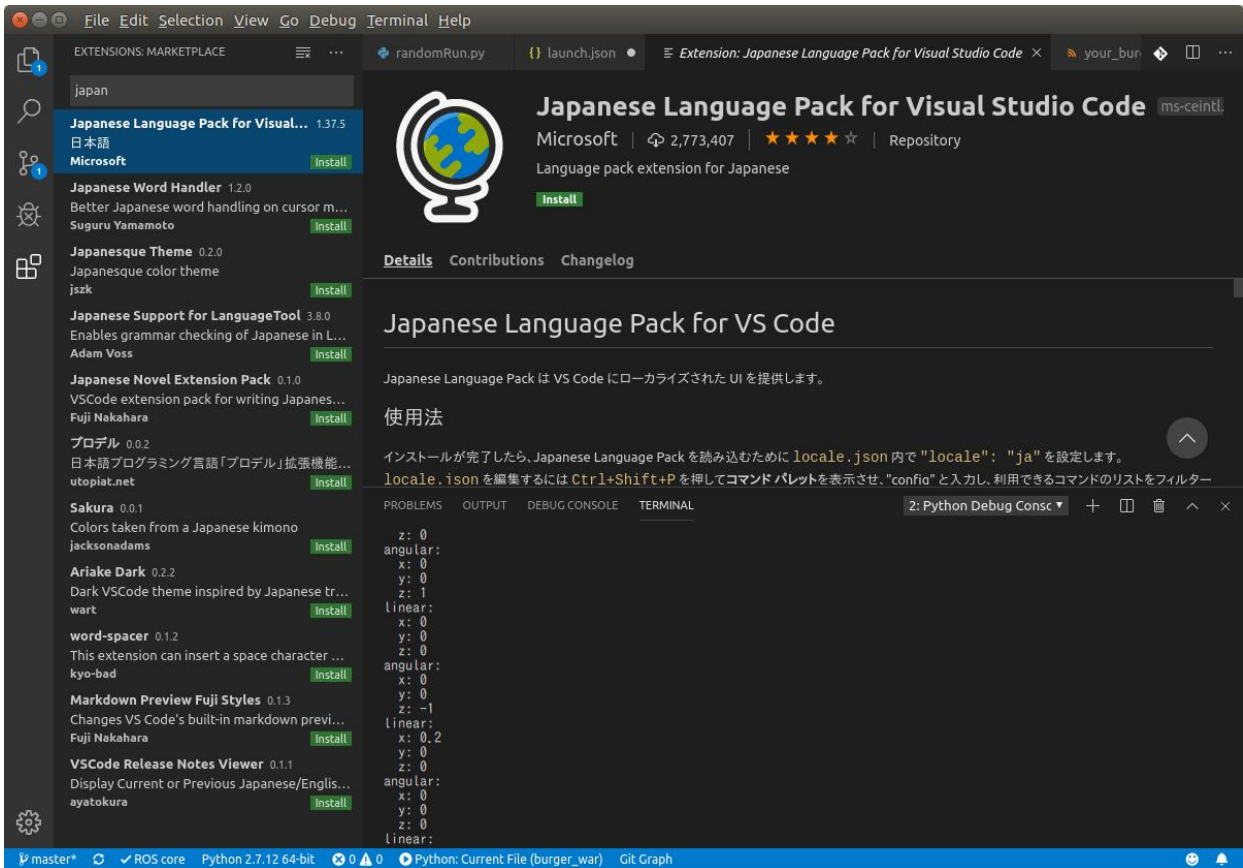 File Edit Selection View Go Debug Terminal Help
EXTENSIONS: MARKETPLACE
japan
Japanese Language Pack for Visual... 1.37.5
日本語
Microsoft Install
Japanese Word Handler 1.2.0
Better Japanese word handling on cursor m...
Suguru Yamamoto Install
Japanesque Theme 0.2.0
Japanesque color theme
jszk Install
Japanese Support for LanguageTool 3.8.0
Enables grammar checking of Japanese in L...
Adam Voss Install
Japanese Novel Extension Pack 0.1.0
VSCode extension pack for writing Japanes...
Fuji Nakahara Install
プロデル 0.0.2
日本語プログラミング言語「プロデル」拡張機能...
utopiat.net Install
Sakura 0.0.1
Colors taken from a Japanese kimono
jacksonadams Install
Ariake Dark 0.2.2
Dark VSCode theme inspired by Japanese tr...
wart Install
word-spacer 0.1.2
This extension can insert a space character ...
kyo-bad Install
Markdown Preview Fuji Styles 0.1.3
Changes VS Code's built-in markdown previ...
Fuji Nakahara Install
VSCode Release Notes Viewer 0.1.1
Display Current or Previous Japanese/Englis...
ayatokura Install
randomRun.py {} launch.json Extension: Japanese Language Pack for Visual Studio Code your_bur
Japanese Language Pack for Visual Studio Code ms-ceintl.
Microsoft | 2,773,407 | ★★★★☆ | Repository
Language pack extension for Japanese
Install
Details Contributions Changelog
Japanese Language Pack for VS Code
Japanese Language Pack は VS Code にローカライズされた UI を提供します。
使用法
インストールが完了したら、Japanese Language Pack を読み込むために locale.json 内で "locale": "ja" を設定します。
locale.json を編集するには Ctrl+Shift+P を押してコマンド パレットを表示させ、"config" と入力し、利用できるコマンドのリストをフィルター
PROBLEMS OUTPUT DEBUG CONSOLE TERMINAL 2: Python Debug Consc
z: 0
angular:
x: 0
y: 0
z: 1
linear:
x: 0
y: 0
z: 0
angular:
x: 0
y: 0
z: -1
linear:
x: 0.2
y: 0
z: 0
angular:
x: 0
y: 0
z: 0
linear:
master* ROS core Python 2.7.12 64-bit 0 0 Python: Current File (burger_war) Git Graph